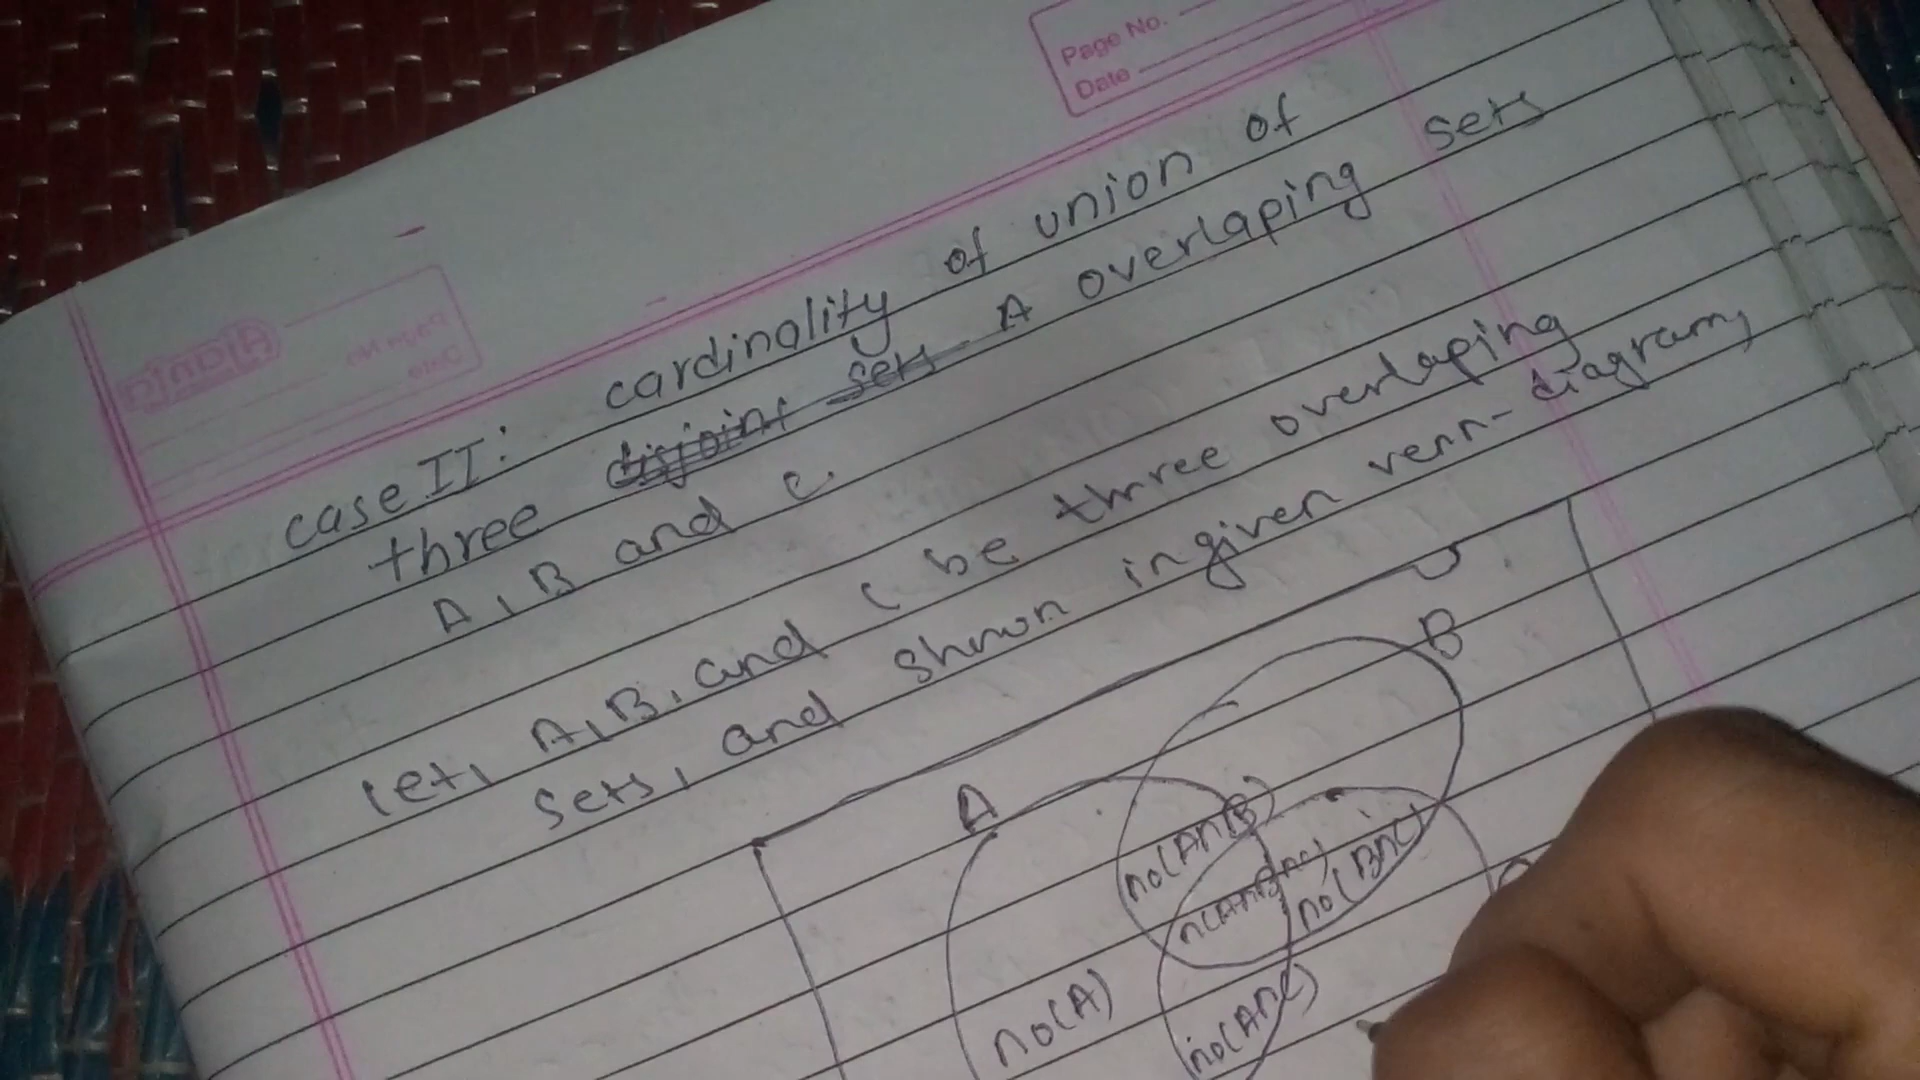 Page No.
Date
case II: cardinality of union of
three disjoint sets A overlaping sets
A, B and C.
let, A, B, and C be three overlaping
sets, and shown in given venn-diagram,
U
B
A
no(A∩B)
n(A∩B∩C)
no(B∩C)
C
no(A)
no(A∩C)